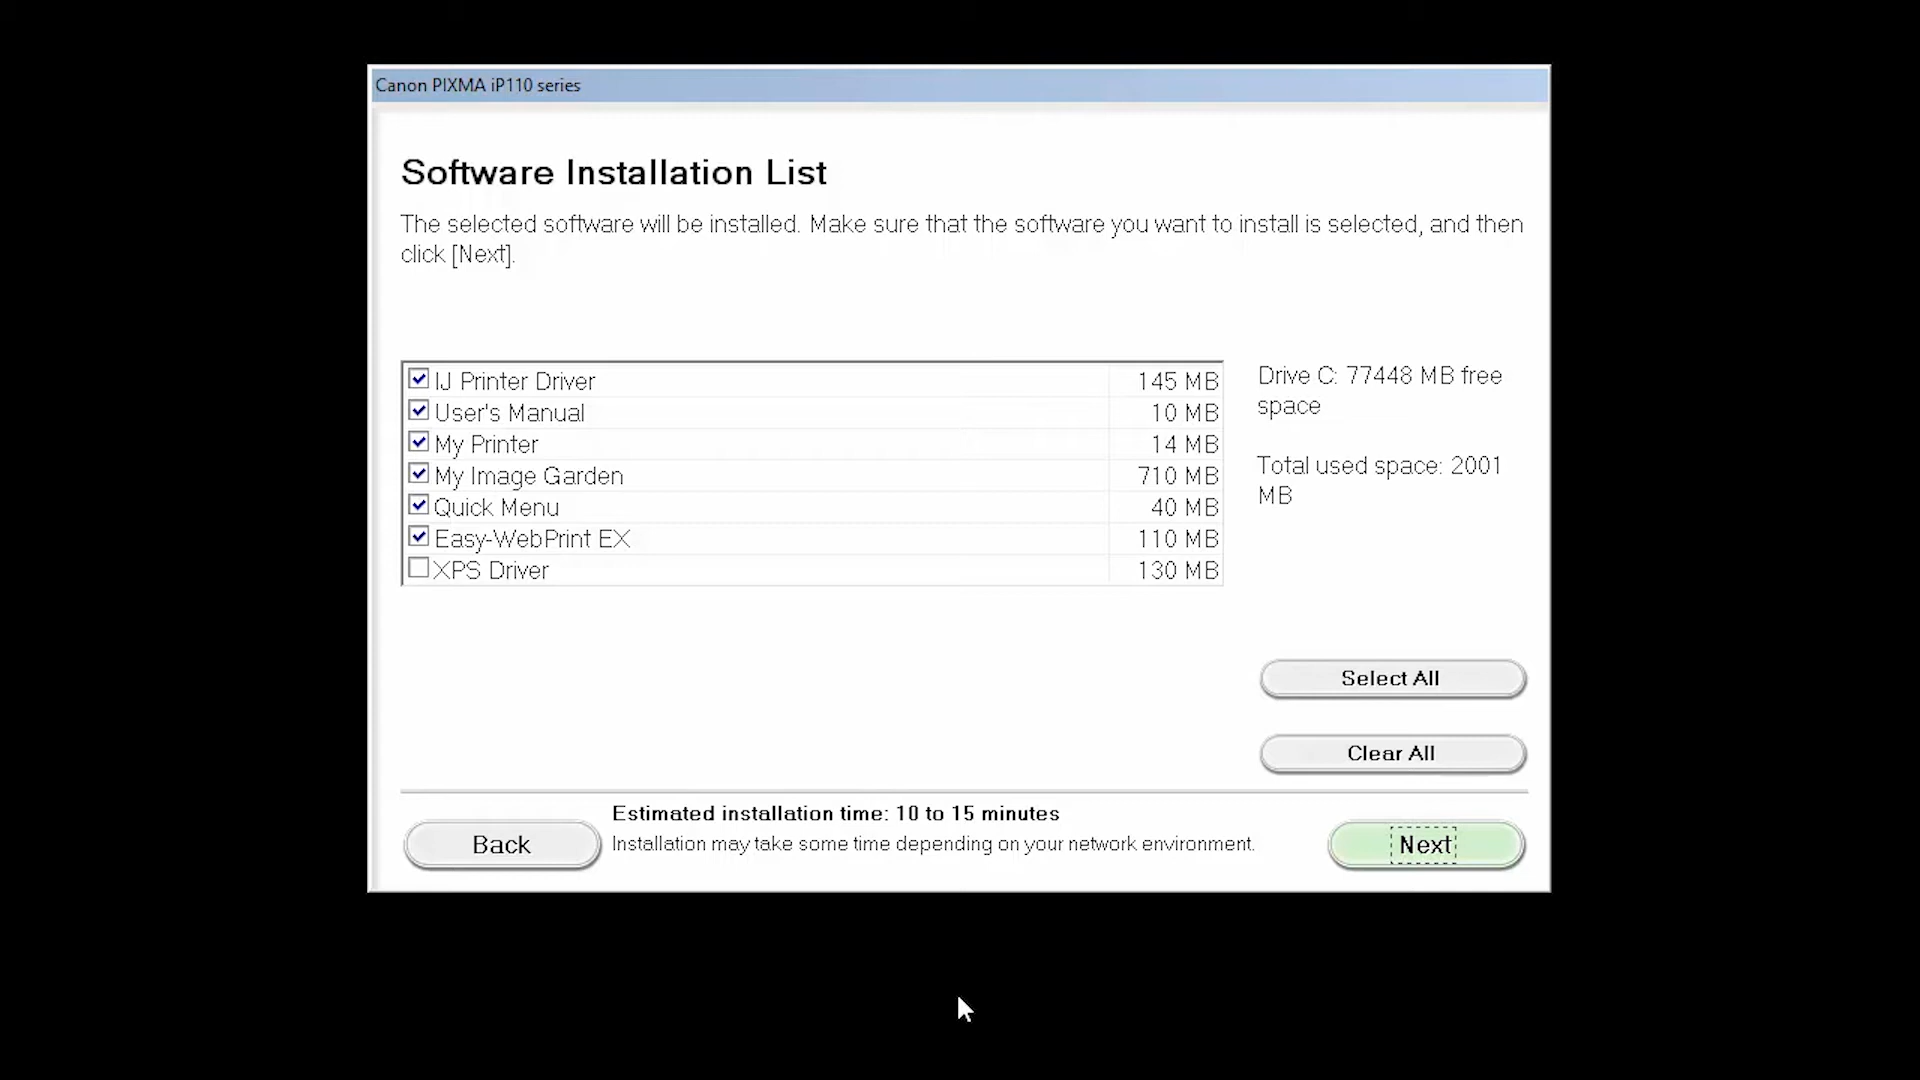 Canon PIXMA iP110 series
Software Installation List
The selected software will be installed. Make sure that the software you want to install is selected, and then
click [Next].
IJ Printer Driver 145 MB
User's Manual 10 MB
My Printer 14 MB
My Image Garden 710 MB
Quick Menu 40 MB
Easy-WebPrint EX 110 MB
XPS Driver 130 MB
Drive C: 77448 MB free
space
Total used space: 2001
MB
Select All
Clear All
Estimated installation time: 10 to 15 minutes
Installation may take some time depending on your network environment.
Back
Next